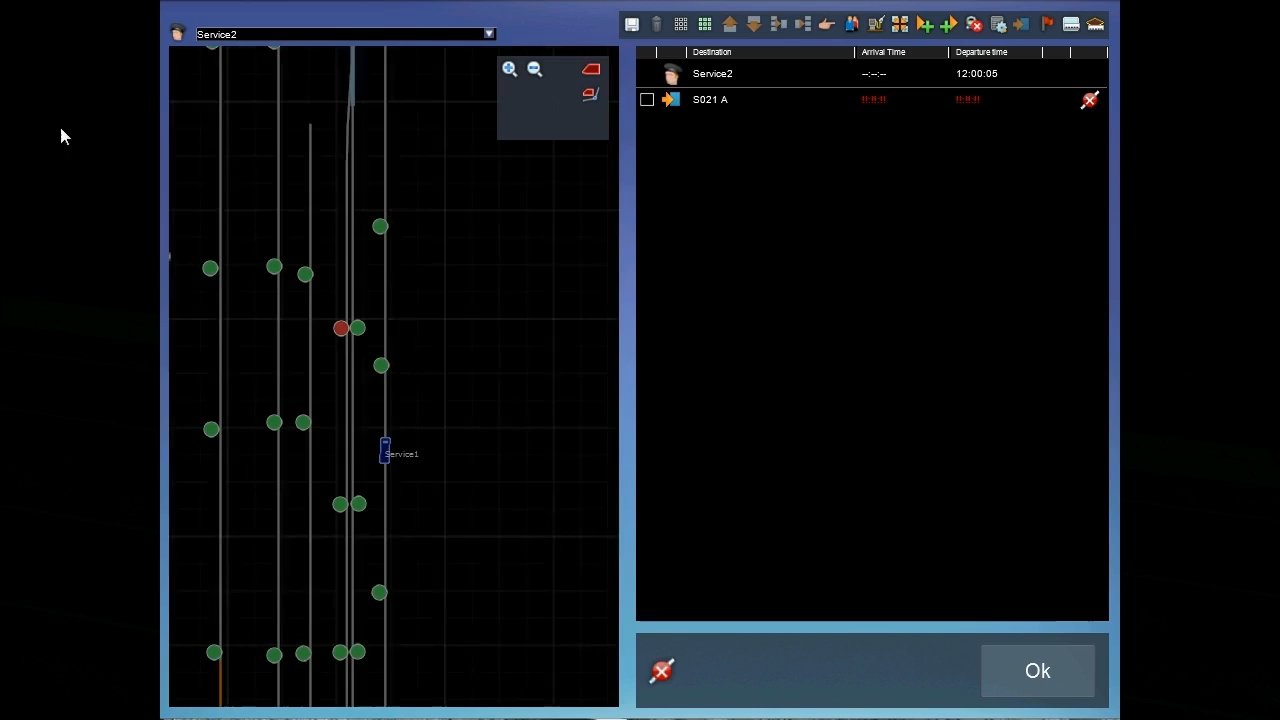 Service2
Destination Arrival Time Departure time
Service2 --:--:-- 12:00:05
S021 A !!:!!:!! !!:!!:!!
Service1
Ok